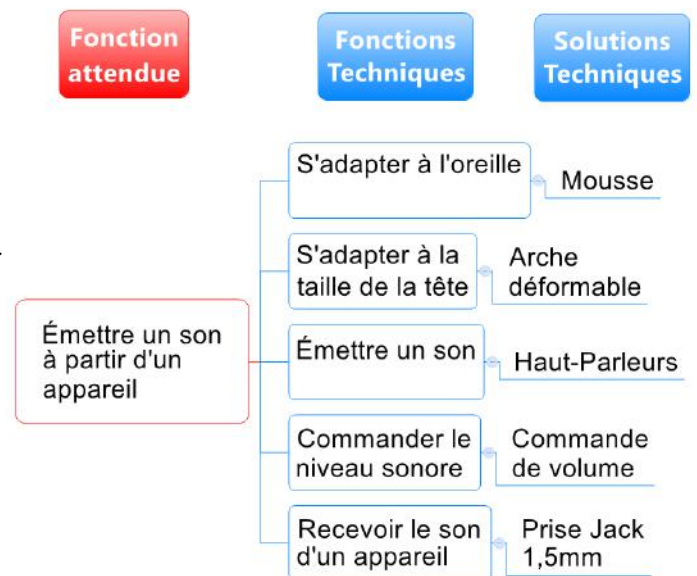 Fonction
attendue
Fonctions
Techniques
Solutions
Techniques
S'adapter à l'oreille
Mousse
S'adapter à la
taille de la tête
Arche
déformable
Émettre un son
à partir d'un
appareil
Émettre un son
Haut-Parleurs
Commander le
niveau sonore
Commande
de volume
Recevoir le son
d'un appareil
Prise Jack
1,5mm